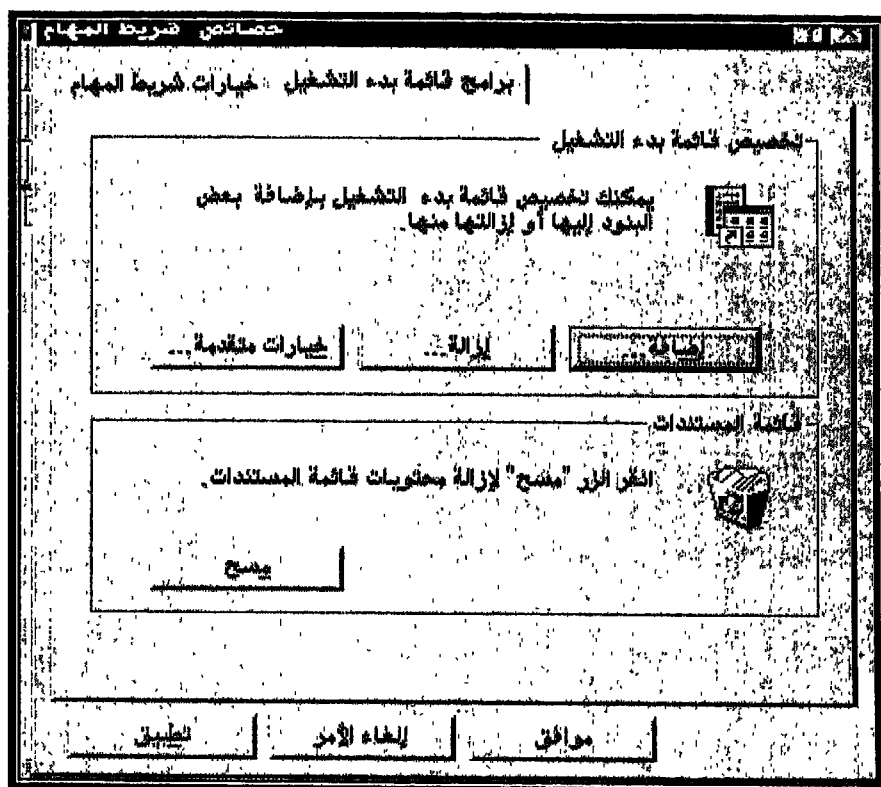 خصائص شريط المهام
برامج قائمة بدء التشغيل خيارات شريط المهام
تخصيص قائمة بدء التشغيل
يمكنك تخصيص قائمة بدء التشغيل بإضافة بعض
البنود إليها أو إزالتها منها.
إضافة... إزالة... خيارات متقدمة...
قائمة المستندات
انقر الزر "مسح" لإزالة محتويات قائمة المستندات.
مسح
موافق إلغاء الأمر تطبيق